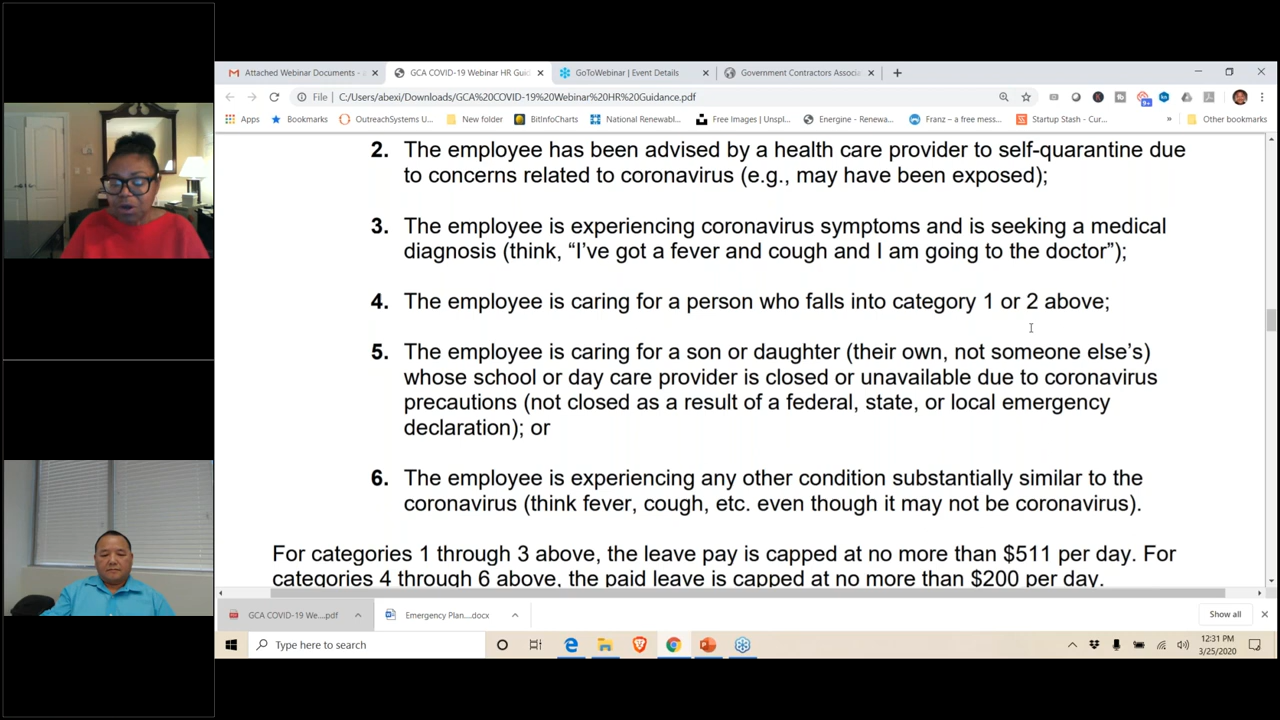 Attached Webinar Documents -
GCA COVID-19 Webinar HR Guid
GoToWebinar | Event Details
Government Contractors Associa
File | C:/Users/abexi/Downloads/GCA%20COVID-19%20Webinar%20HR%20Guidance.pdf
Apps
Bookmarks
OutreachSystems U...
New folder
BitInfoCharts
National Renewabl...
Free Images | Unspl...
Energine - Renewa...
Franz – a free mess...
Startup Stash - Cur...
»
Other bookmarks
2. The employee has been advised by a health care provider to self-quarantine due
to concerns related to coronavirus (e.g., may have been exposed);
3. The employee is experiencing coronavirus symptoms and is seeking a medical
diagnosis (think, “I’ve got a fever and cough and I am going to the doctor”);
4. The employee is caring for a person who falls into category 1 or 2 above;
5. The employee is caring for a son or daughter (their own, not someone else’s)
whose school or day care provider is closed or unavailable due to coronavirus
precautions (not closed as a result of a federal, state, or local emergency
declaration); or
6. The employee is experiencing any other condition substantially similar to the
coronavirus (think fever, cough, etc. even though it may not be coronavirus).
For categories 1 through 3 above, the leave pay is capped at no more than $511 per day. For
categories 4 through 6 above, the paid leave is capped at no more than $200 per day.
GCA COVID-19 We....pdf
Emergency Plan....docx
Show all
Type here to search
12:31 PM
3/25/2020